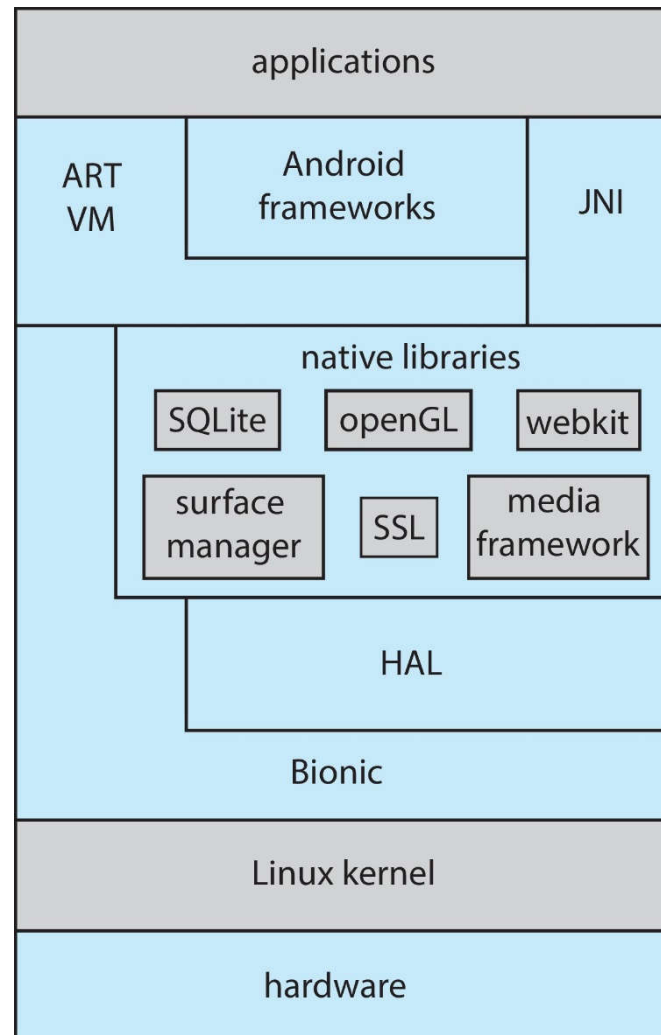 applications
ART
VM
Android
frameworks
JNI
native libraries
SQLite
openGL
webkit
surface
manager
SSL
media
framework
HAL
Bionic
Linux kernel
hardware